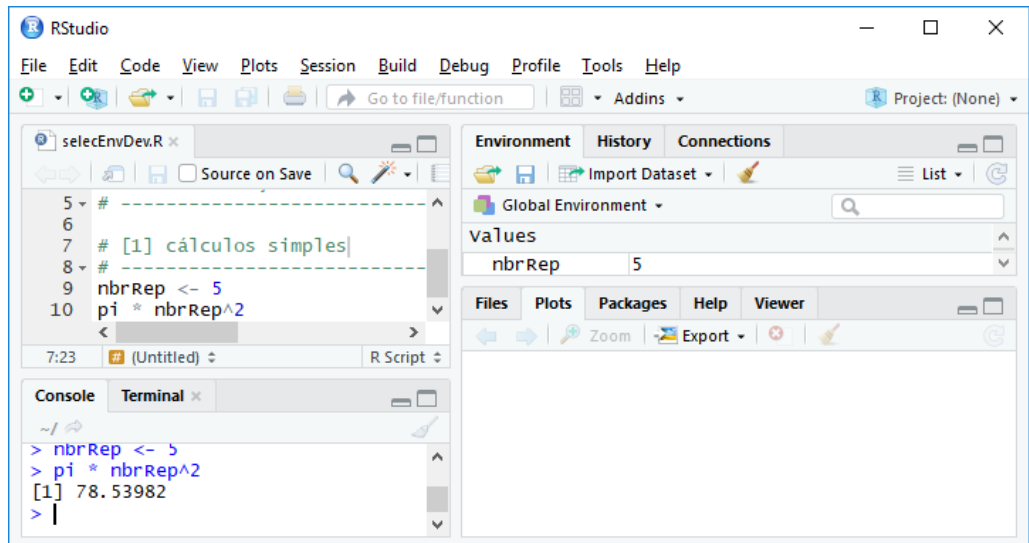 RStudio
File Edit Code View Plots Session Build Debug Profile Tools Help
Go to file/function Addins Project: (None)
selecEnvDev.R
Source on Save
5 # ----------------------------
6
7 # [1] cálculos simples
8 # ----------------------------
9 nbrRep <- 5
10 pi * nbrRep^2
7:23 (Untitled) R Script
Console Terminal
~/
> nbrRep <- 5
> pi * nbrRep^2
[1] 78.53982
>
Environment History Connections
Import Dataset List
Global Environment
Values
nbrRep 5
Files Plots Packages Help Viewer
Zoom Export